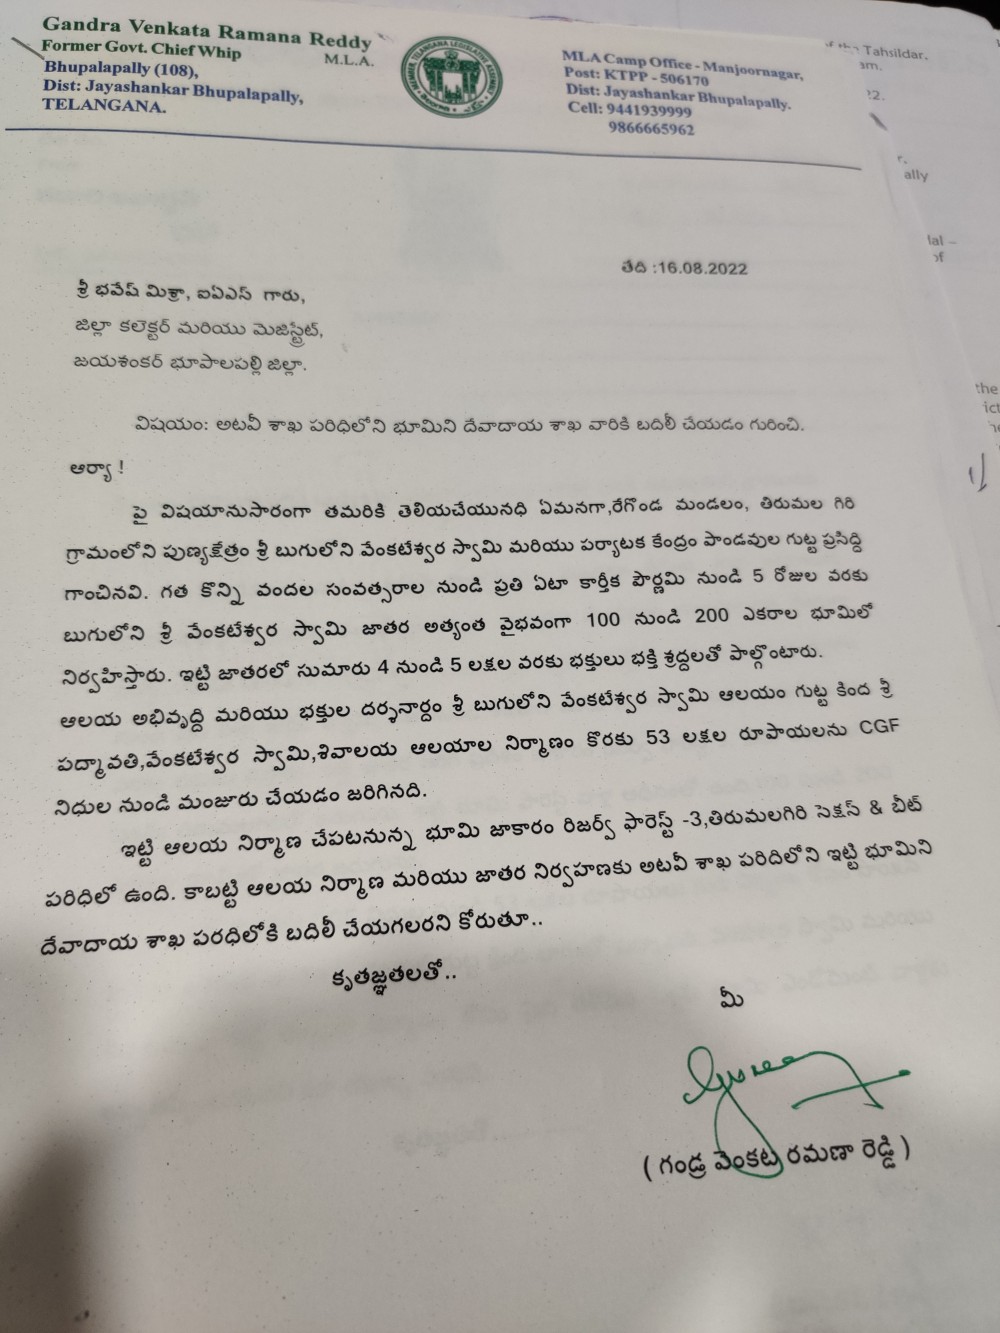 Gandra Venkata Ramana Reddy
Former Govt. Chief Whip M.L.A.
Bhupalapally (108),
Dist: Jayashankar Bhupalapally,
TELANGANA.
MEMBER TELANGANA LEGISLATIVE ASSEMBLY
MLA Camp Office - Manjoornagar,
Post: KTPP - 506170
Dist: Jayashankar Bhupalapally.
Cell: 9441939999
9866665962
Tahsildar,
తేది :16.08.2022
శ్రీ భవేష్ మిశ్రా, ఐఏఎస్ గారు,
జిల్లా కలెక్టర్ మరియు మెజిస్ట్రేట్,
జయశంకర్ భూపాలపల్లి జిల్లా.
విషయం: అటవీ శాఖ పరిధిలోని భూమిని దేవాదాయ శాఖ వారికి బదిలీ చేయడం గురించి.
ఆర్యా !
పై విషయానుసారంగా తమరికి తెలియచేయునధి ఏమనగా,రేగొండ మండలం, తిరుమల గిరి
గ్రామంలోని పుణ్యక్షేత్రం శ్రీ బుగులోని వేంకటేశ్వర స్వామి మరియు పర్యాటక కేంద్రం పాండవుల గుట్ట ప్రసిద్ధి
గాంచినవి. గత కొన్ని వందల సంవత్సరాల నుండి ప్రతి ఏటా కార్తీక పౌర్ణమి నుండి 5 రోజుల వరకు
బుగులోని శ్రీ వేంకటేశ్వర స్వామి జాతర అత్యంత వైభవంగా 100 నుండి 200 ఎకరాల భూమిలో
నిర్వహిస్తారు. ఇట్టి జాతరలో సుమారు 4 నుండి 5 లక్షల వరకు భక్తులు భక్తి శ్రద్దలతో పాల్గొంటారు.
ఆలయ అభివృద్ది మరియు భక్తుల దర్శనార్దం శ్రీ బుగులోని వేంకటేశ్వర స్వామి ఆలయం గుట్ట కింద శ్రీ
పద్మావతి,వేంకటేశ్వర స్వామి,శివాలయ ఆలయాల నిర్మాణం కొరకు 53 లక్షల రూపాయలను CGF
నిధుల నుండి మంజూరు చేయడం జరిగినది.
ఇట్టి ఆలయ నిర్మాణ చేపటనున్న భూమి జాకారం రిజర్వ్ ఫారెస్ట్ -3,తిరుమలగిరి సెక్షన్ & బీట్
పరిధిలో ఉంది. కాబట్టి ఆలయ నిర్మాణ మరియు జాతర నిర్వహణకు అటవీ శాఖ పరిదిలోని ఇట్టి భూమిని
దేవాదాయ శాఖ పరధిలోకి బదిలీ చేయగలరని కోరుతూ..
కృతజ్ఞతలతో..
మీ
( గండ్ర వెంకట రమణా రెడ్డి )